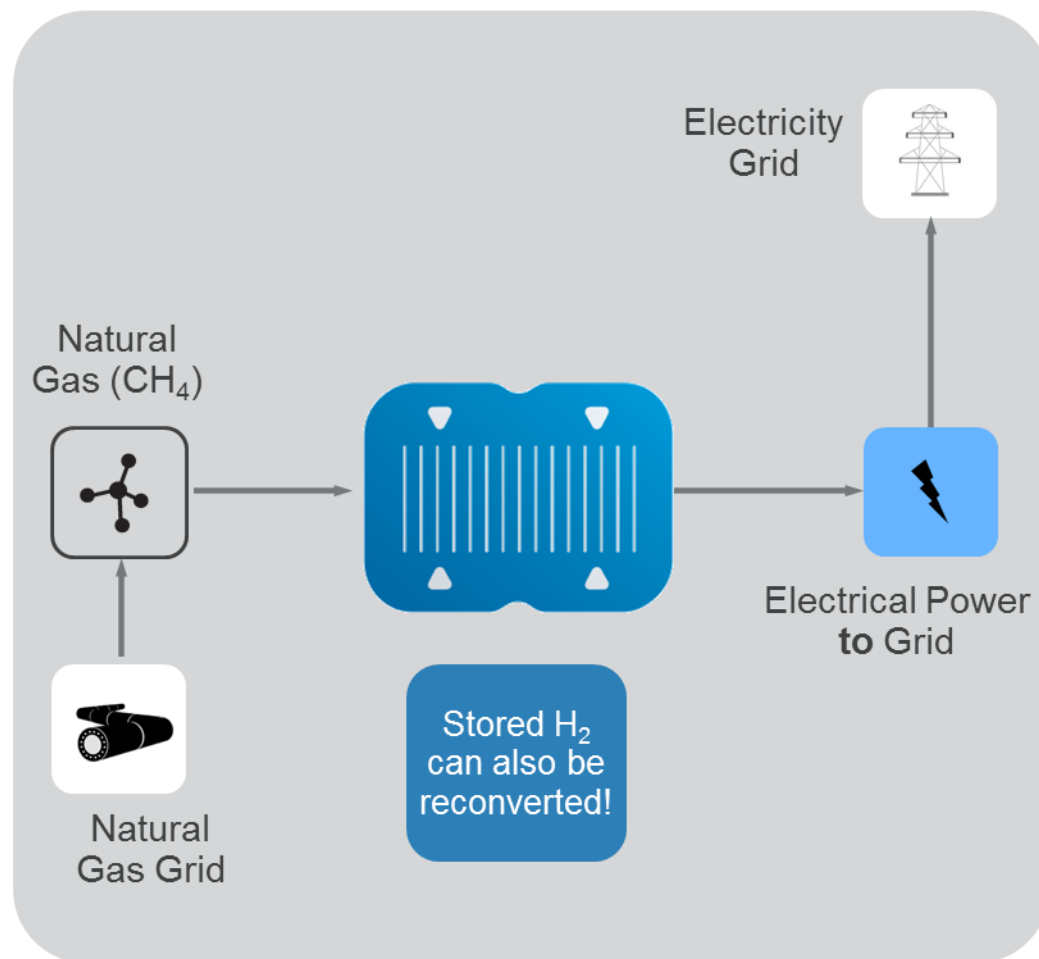 Electricity
Grid
Natural
Gas (CH₄)
Electrical Power
to Grid
Stored H₂
can also be
reconverted!
Natural
Gas Grid